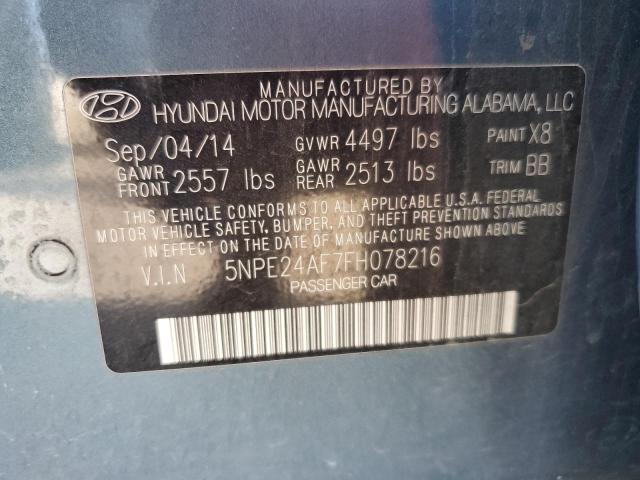 MANUFACTURED BY
HYUNDAI MOTOR MANUFACTURING ALABAMA, LLC
Sep/04/14 GVWR 4497 lbs PAINT X8
GAWR FRONT 2557 lbs GAWR REAR 2513 lbs TRIM BB
THIS VEHICLE CONFORMS TO ALL APPLICABLE U.S.A. FEDERAL
MOTOR VEHICLE SAFETY, BUMPER, AND THEFT PREVENTION STANDARDS
IN EFFECT ON THE DATE OF MANUFACTURE SHOWN ABOVE.
V.I.N 5NPE24AF7FH078216
PASSENGER CAR